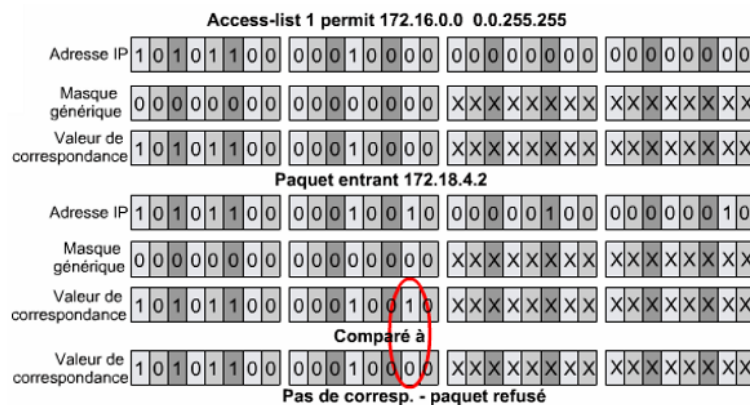 Access-list 1 permit 172.16.0.0 0.0.255.255
Adresse IP 1 0 1 0 1 1 0 0 0 0 0 1 0 0 0 0 0 0 0 0 0 0 0 0 0 0 0 0 0 0 0 0
Masque générique 0 0 0 0 0 0 0 0 0 0 0 0 0 0 0 0 X X X X X X X X X X X X X X X X
Valeur de correspondance 1 0 1 0 1 1 0 0 0 0 0 1 0 0 0 0 X X X X X X X X X X X X X X X X
Paquet entrant 172.18.4.2
Adresse IP 1 0 1 0 1 1 0 0 0 0 0 1 0 0 1 0 0 0 0 0 0 1 0 0 0 0 0 0 0 0 1 0
Masque générique 0 0 0 0 0 0 0 0 0 0 0 0 0 0 0 0 X X X X X X X X X X X X X X X X
Valeur de correspondance 1 0 1 0 1 1 0 0 0 0 0 1 0 0 1 0 X X X X X X X X X X X X X X X X
Comparé à
Valeur de correspondance 1 0 1 0 1 1 0 0 0 0 0 1 0 0 0 0 X X X X X X X X X X X X X X X X
Pas de corresp. - paquet refusé